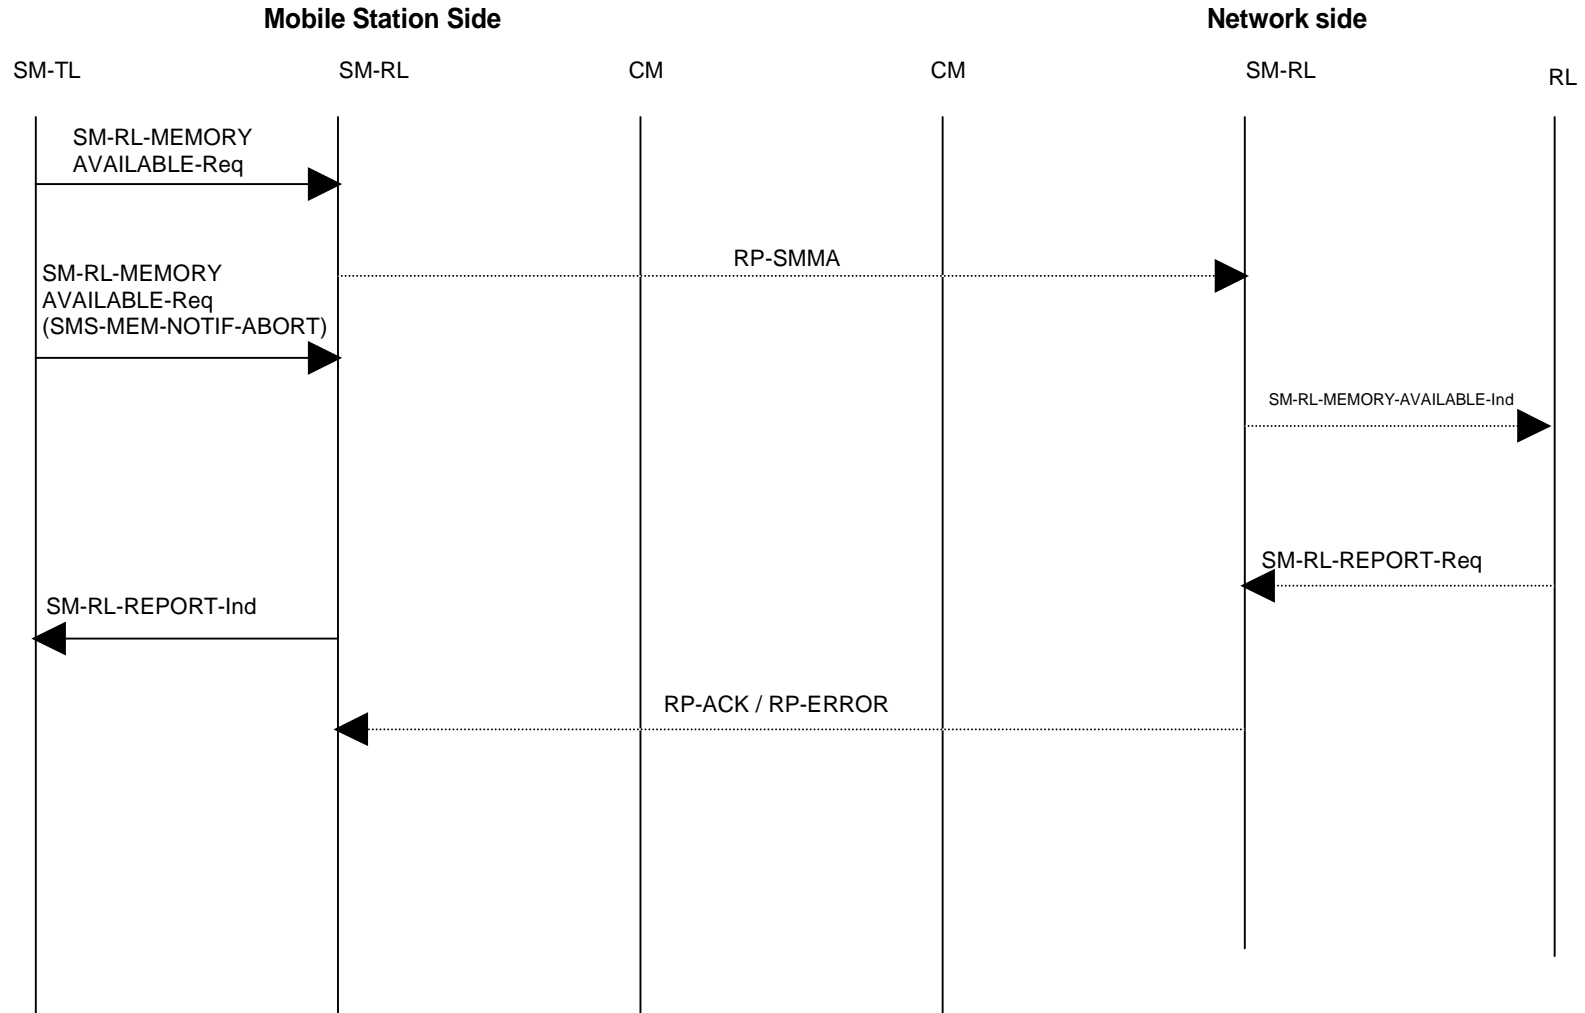 Mobile Station Side
Network side
SM-TL
SM-RL
CM
CM
SM-RL
RL
SM-RL-MEMORY
AVAILABLE-Req
RP-SMMA
SM-RL-MEMORY
AVAILABLE-Req
(SMS-MEM-NOTIF-ABORT)
SM-RL-MEMORY-AVAILABLE-Ind
SM-RL-REPORT-Req
SM-RL-REPORT-Ind
RP-ACK / RP-ERROR